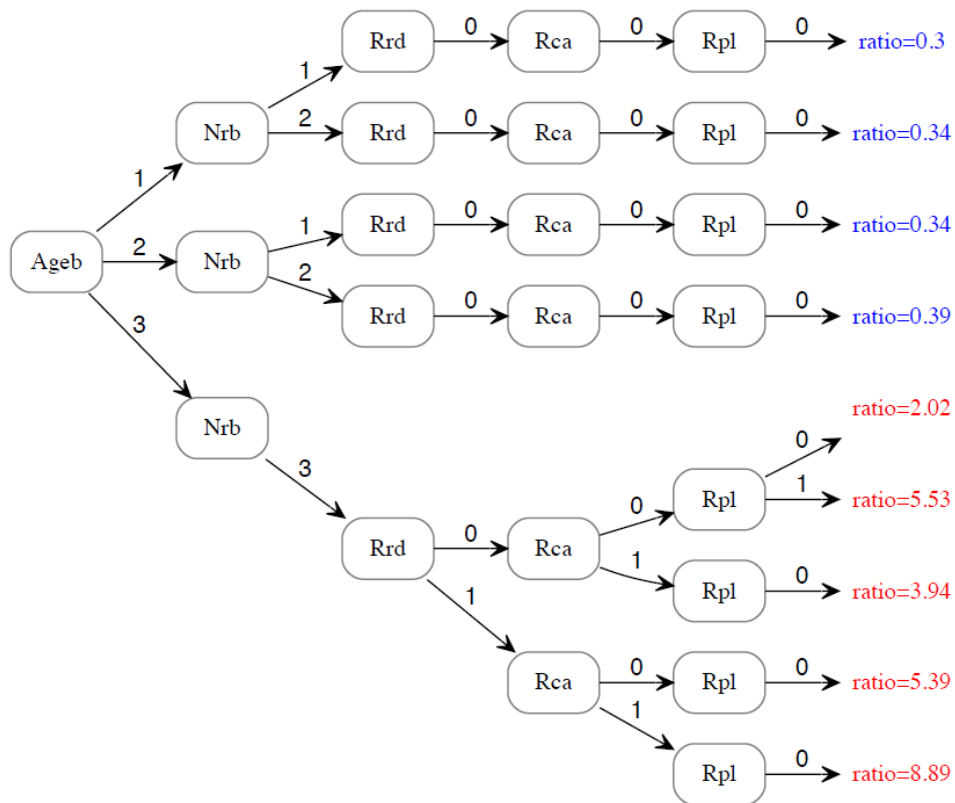 Rrd 0 Rca 0 Rpl 0 ratio=0.3
1
Nrb 2 Rrd 0 Rca 0 Rpl 0 ratio=0.34
1
Rrd 0 Rca 0 Rpl 0 ratio=0.34
1
Ageb 2 Nrb
2
Rrd 0 Rca 0 Rpl 0 ratio=0.39
3
ratio=2.02
Nrb
0
3
Rpl 1 ratio=5.53
0
Rrd 0 Rca
1
Rpl 0 ratio=3.94
1
Rca 0 Rpl 0 ratio=5.39
1
Rpl 0 ratio=8.89